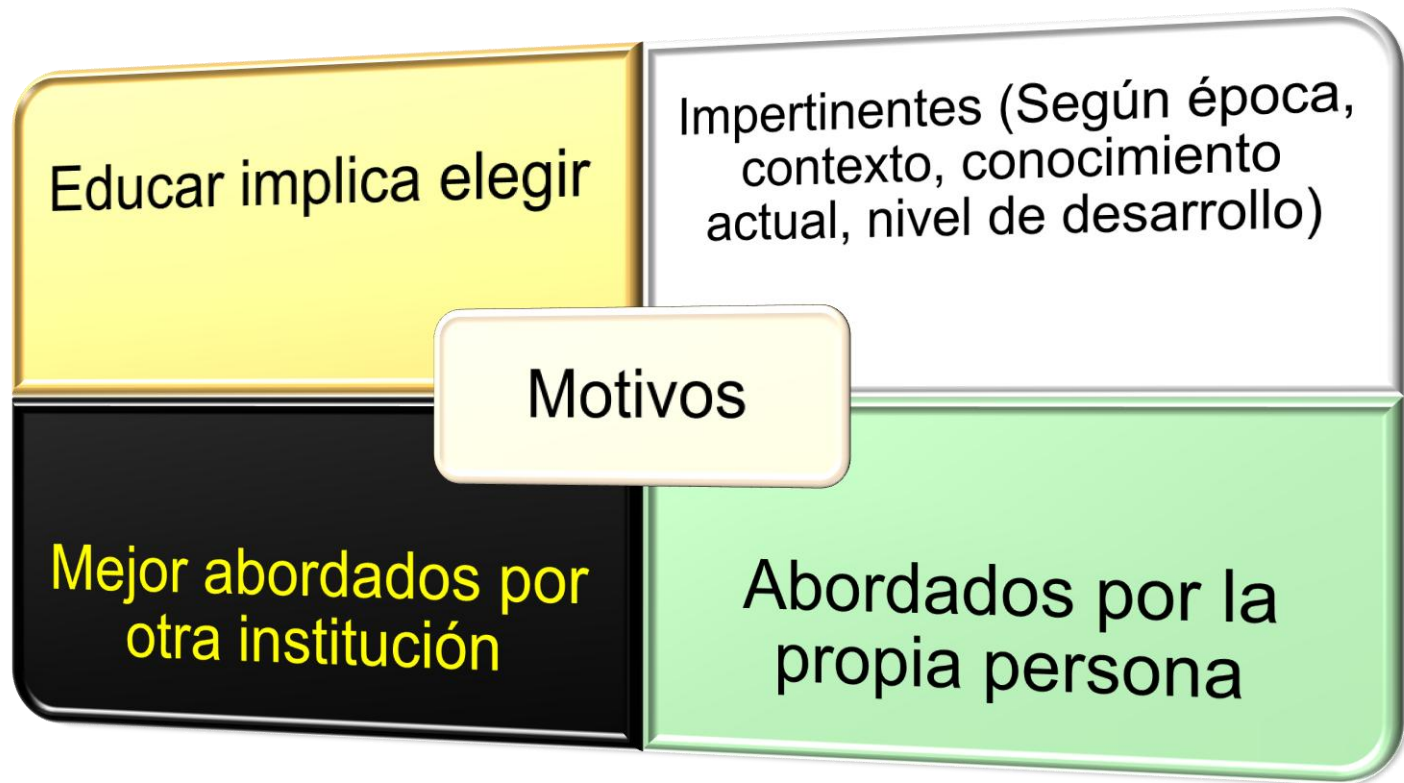 Educar implica elegir
Impertinentes (Según época,
contexto, conocimiento
actual, nivel de desarrollo)
Motivos
Mejor abordados por
otra institución
Abordados por la
propia persona